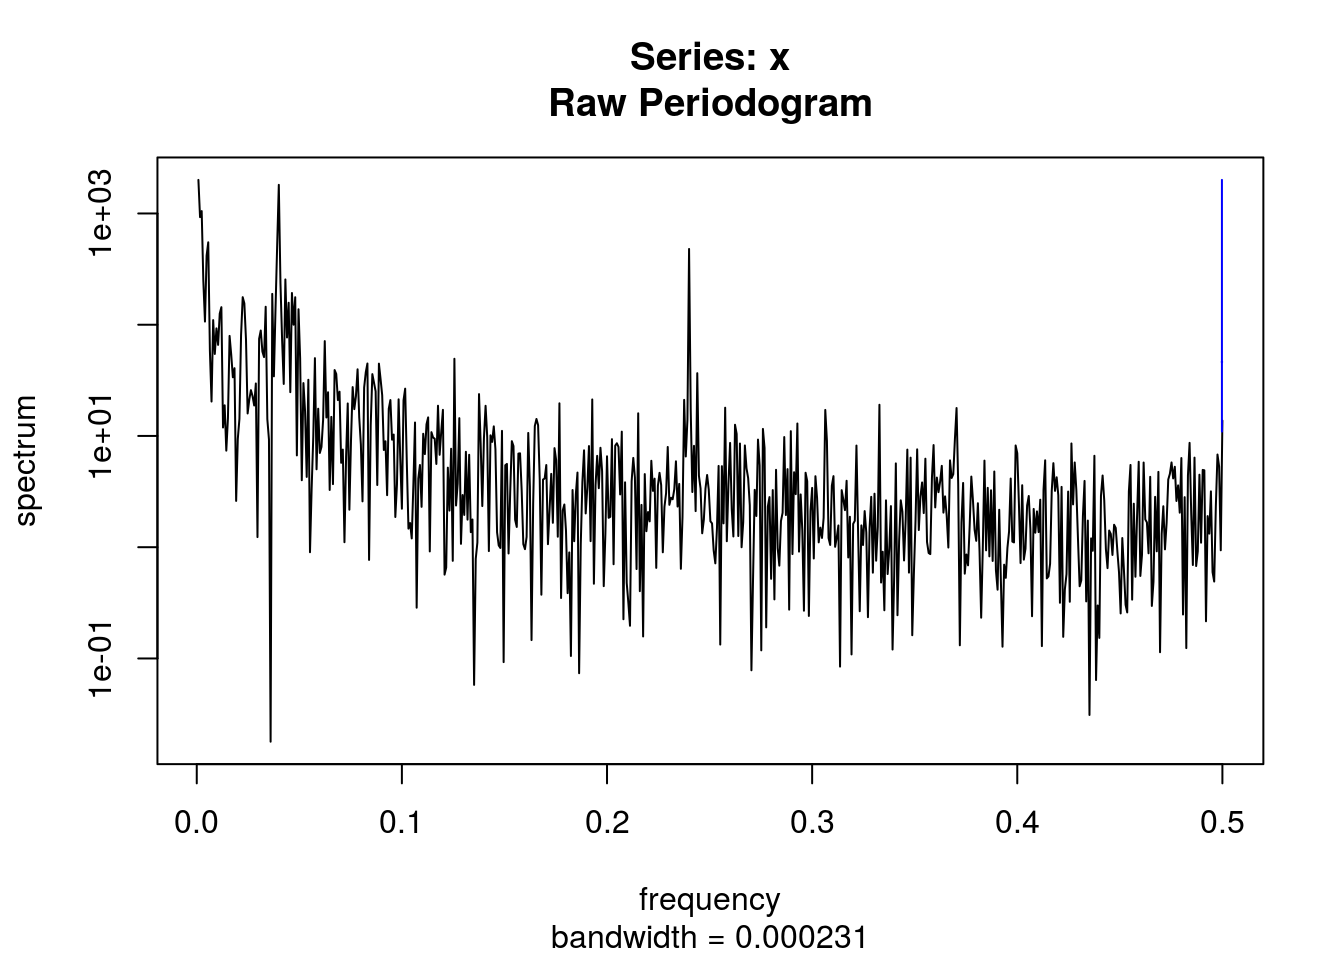 Series: x
Raw Periodogram
spectrum
1e+03
1e+01
1e-01
0.0 0.1 0.2 0.3 0.4 0.5
frequency
bandwidth = 0.000231